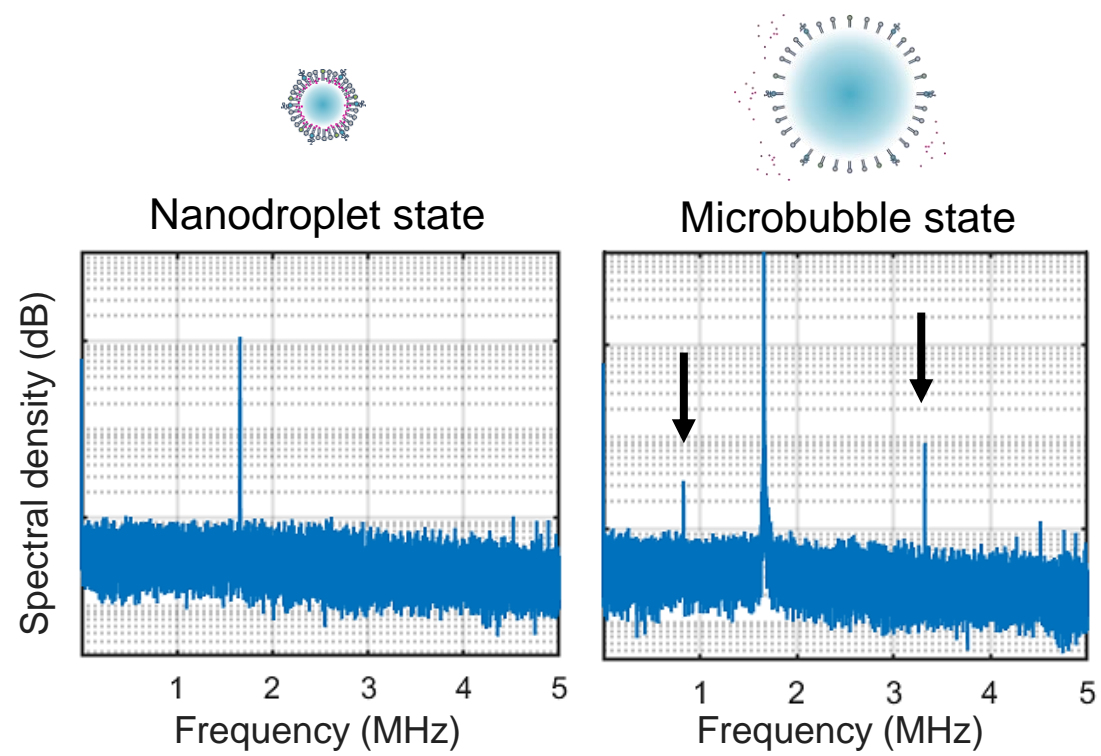 Nanodroplet state
Microbubble state
Spectral density (dB)
1 2 3 4 5
1 2 3 4 5
Frequency (MHz)
Frequency (MHz)